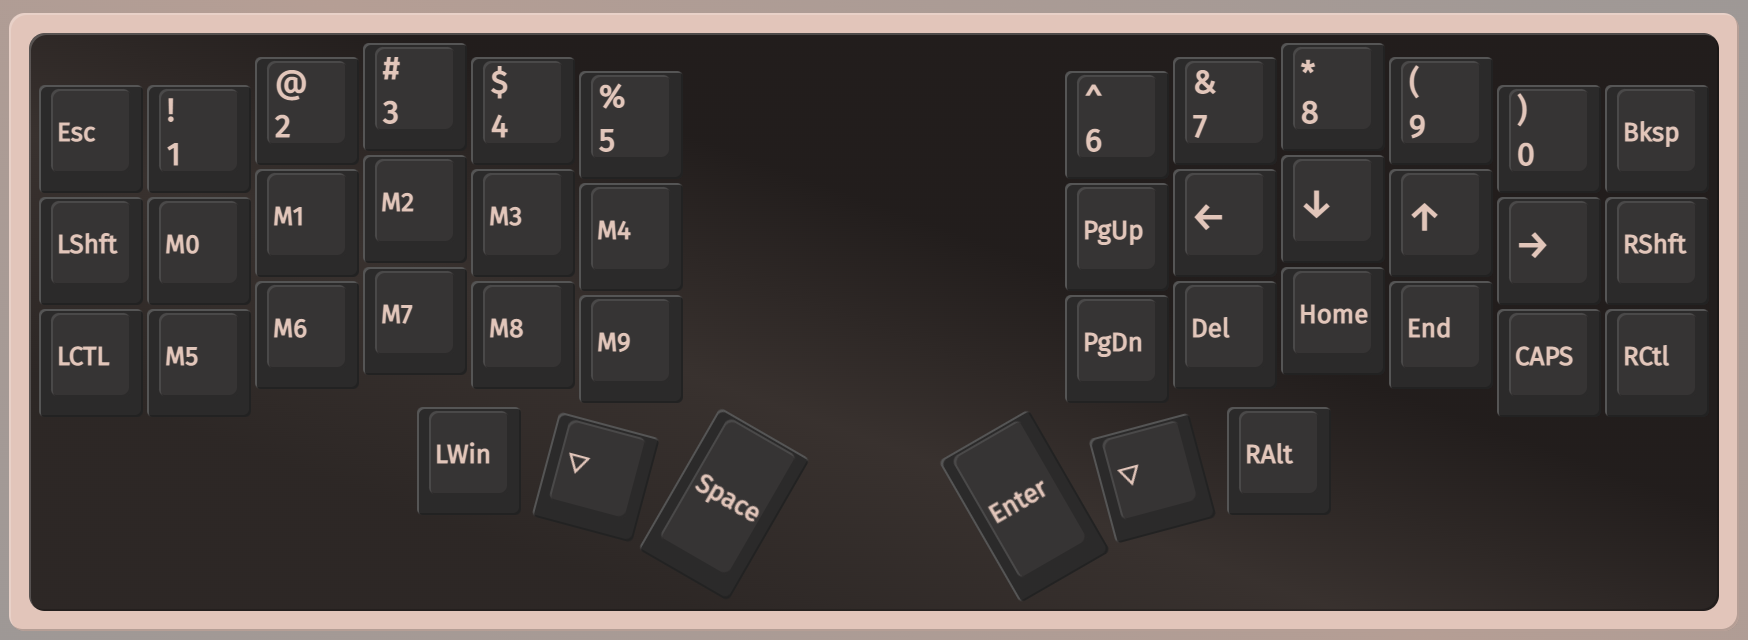 Esc ! 1 @ 2 # 3 $ 4 % 5 ^ 6 & 7 * 8 ( 9 ) 0 Bksp
LShft M0 M1 M2 M3 M4 PgUp ← ↓ ↑ → RShft
LCTL M5 M6 M7 M8 M9 PgDn Del Home End CAPS RCtl
LWin ▽ Space Enter ▽ RAlt